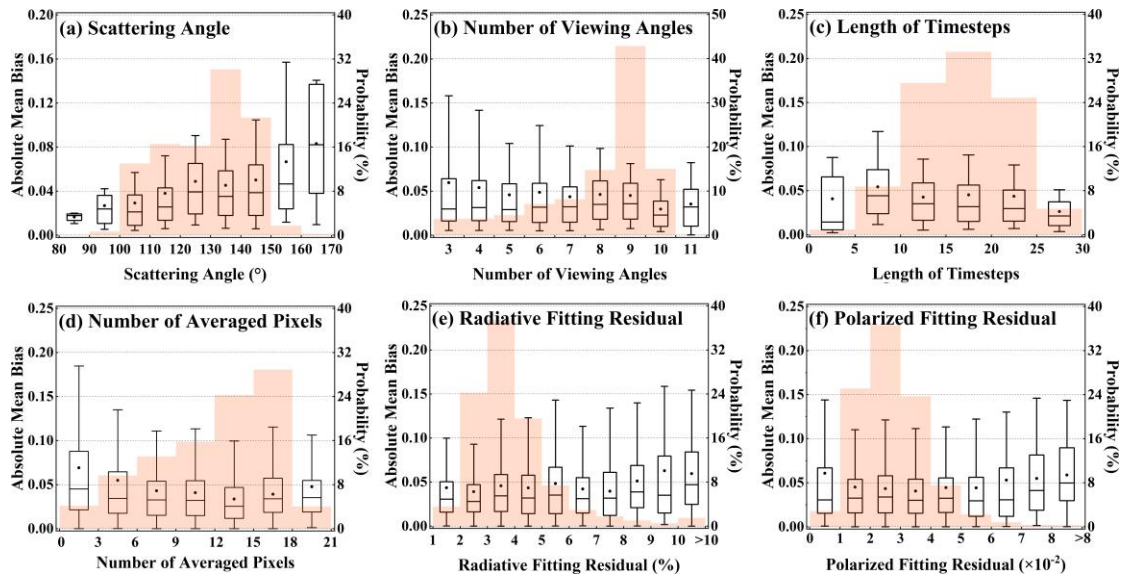 (a) Scattering Angle
0.20
0.16
0.12
0.08
0.04
0.00
Absolute Mean Bias
40
32
24
16
8
0
Probability (%)
80 90 100 110 120 130 140 150 160 170
Scattering Angle (°)
(b) Number of Viewing Angles
0.25
0.20
0.15
0.10
0.05
0.00
Absolute Mean Bias
50
40
30
20
10
0
Probability (%)
3 4 5 6 7 8 9 10 11
Number of Viewing Angles
(c) Length of Timesteps
0.25
0.20
0.15
0.10
0.05
0.00
Absolute Mean Bias
40
32
24
16
8
0
Probability (%)
0 5 10 15 20 25 30
Length of Timesteps
(d) Number of Averaged Pixels
0.25
0.20
0.15
0.10
0.05
0.00
Absolute Mean Bias
40
32
24
16
8
0
Probability (%)
0 3 6 9 12 15 18 21
Number of Averaged Pixels
(e) Radiative Fitting Residual
0.25
0.20
0.15
0.10
0.05
0.00
Absolute Mean Bias
40
32
24
16
8
0
Probability (%)
1 2 3 4 5 6 7 8 9 10 >10
Radiative Fitting Residual (%)
(f) Polarized Fitting Residual
0.25
0.20
0.15
0.10
0.05
0.00
Absolute Mean Bias
40
32
24
16
8
0
Probability (%)
0 1 2 3 4 5 6 7 8 >8
Polarized Fitting Residual (×10⁻²)